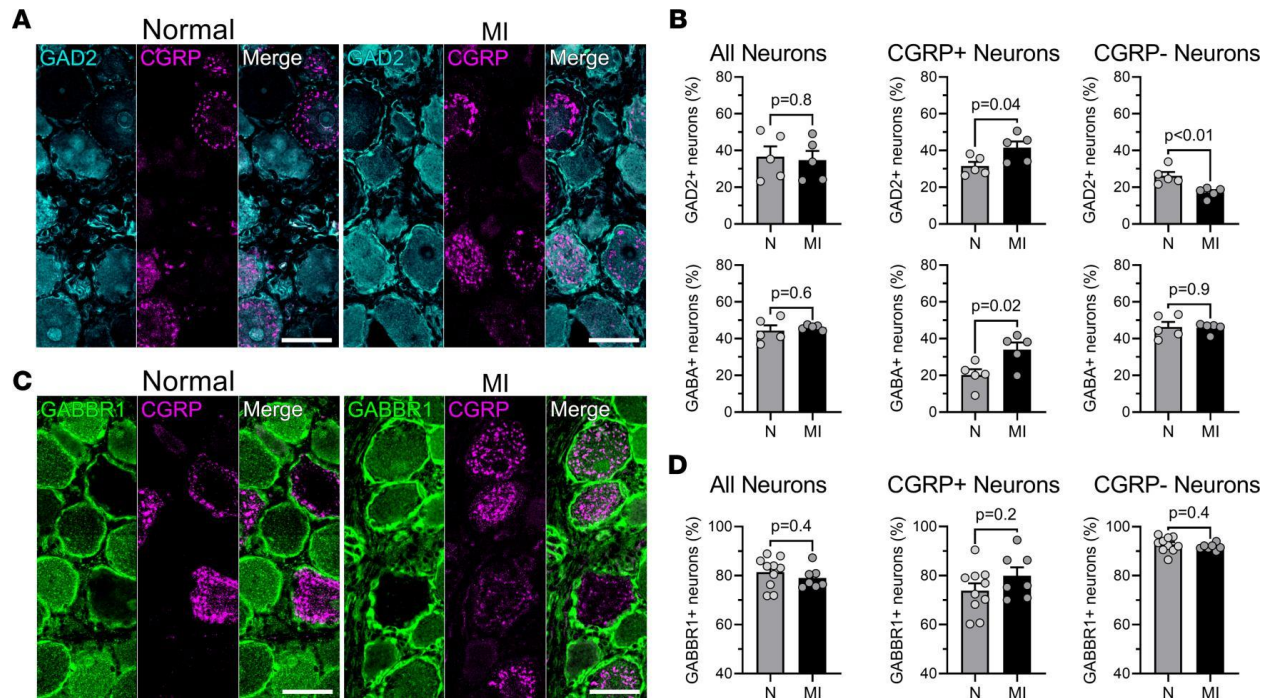 A
Normal
MI
GAD2 CGRP Merge GAD2 CGRP Merge
B
All Neurons
CGRP+ Neurons
CGRP- Neurons
GAD2+ neurons (%)
80
60
40
20
0
p=0.8
N MI
GAD2+ neurons (%)
80
60
40
20
0
p=0.04
N MI
GAD2+ neurons (%)
80
60
40
20
0
p<0.01
N MI
GABA+ neurons (%)
80
60
40
20
0
p=0.6
N MI
GABA+ neurons (%)
80
60
40
20
0
p=0.02
N MI
GABA+ neurons (%)
80
60
40
20
0
p=0.9
N MI
C
Normal
MI
GABBR1 CGRP Merge GABBR1 CGRP Merge
D
All Neurons
CGRP+ Neurons
CGRP- Neurons
GABBR1+ neurons (%)
100
80
60
40
p=0.4
N MI
GABBR1+ neurons (%)
100
90
80
60
40
p=0.2
N MI
GABBR1+ neurons (%)
100
80
60
40
p=0.4
N MI